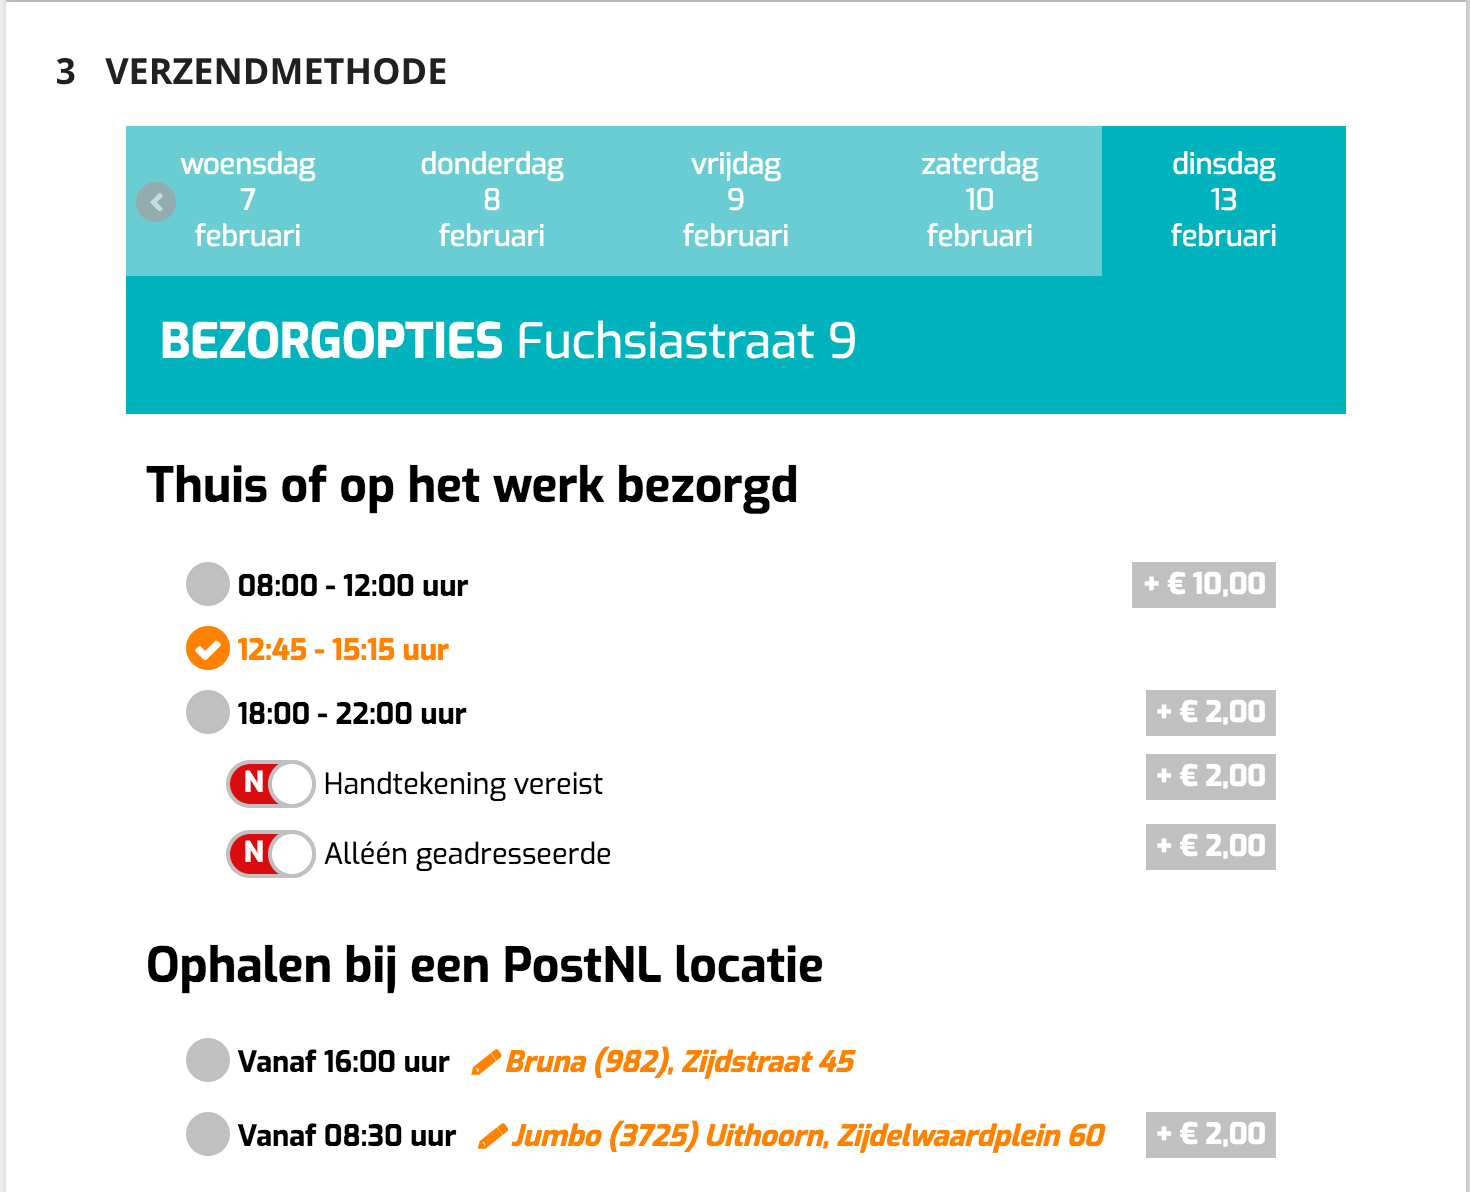 3 VERZENDMETHODE
woensdag
7
februari
donderdag
8
februari
vrijdag
9
februari
zaterdag
10
februari
dinsdag
13
februari
BEZORGOPTIES Fuchsiastraat 9
Thuis of op het werk bezorgd
08:00 - 12:00 uur + € 10,00
12:45 - 15:15 uur
18:00 - 22:00 uur + € 2,00
N Handtekening vereist + € 2,00
N Alléén geadresseerde + € 2,00
Ophalen bij een PostNL locatie
Vanaf 16:00 uur Bruna (982), Zijdstraat 45
Vanaf 08:30 uur Jumbo (3725) Uithoorn, Zijdelwaardplein 60 + € 2,00